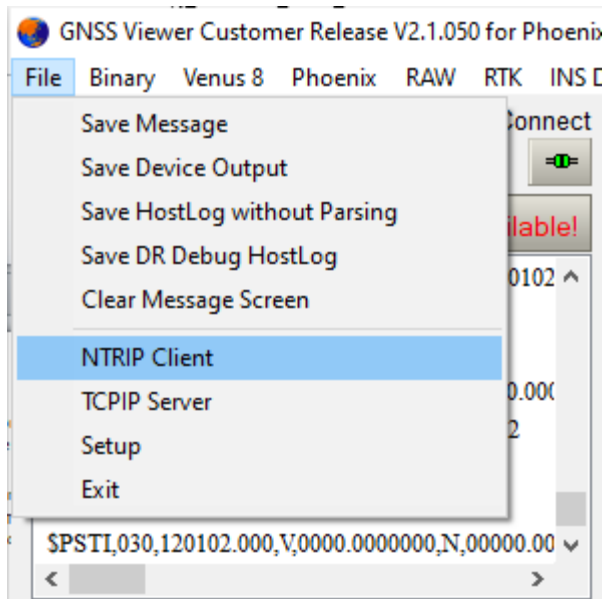 GNSS Viewer Customer Release V2.1.050 for Phoenix
File Binary Venus 8 Phoenix RAW RTK INS D
Save Message
Connect
Save Device Output
Save HostLog without Parsing
ilable!
Save DR Debug HostLog
0102
Clear Message Screen
NTRIP Client
0.000
TCPIP Server
2
Setup
Exit
$PSTI,030,120102.000,V,0000.0000000,N,00000.00